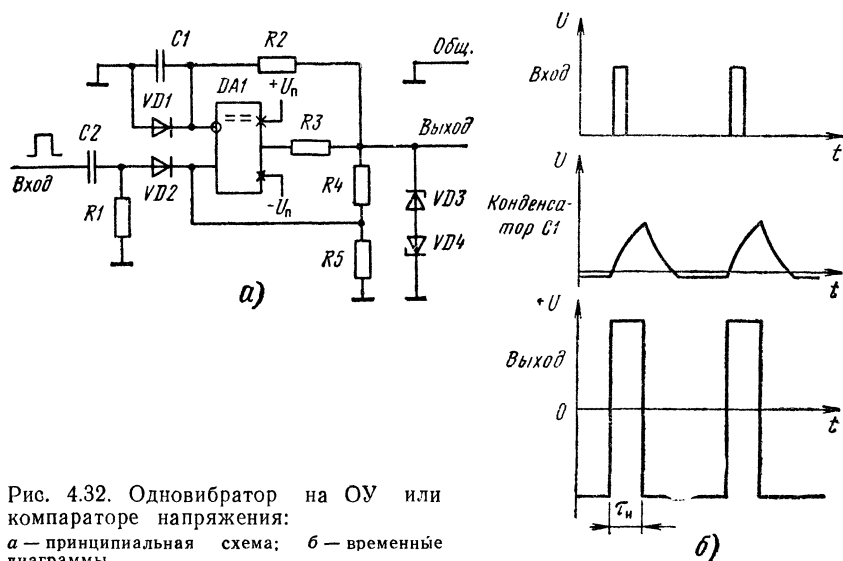 C1
R2
Общ.
VD1
DA1
+Uп
==
R3
Выход
C2
Вход
VD2
R1
-Uп
R4
VD3
R5
VD4
а)
U
Вход
t
U
Конденса-
тор C1
t
+U
Выход
0
t
τи
б)
Рис. 4.32. Одновибратор на ОУ или
компараторе напряжения:
а — принципиальная схема; б — временные
диаграммы